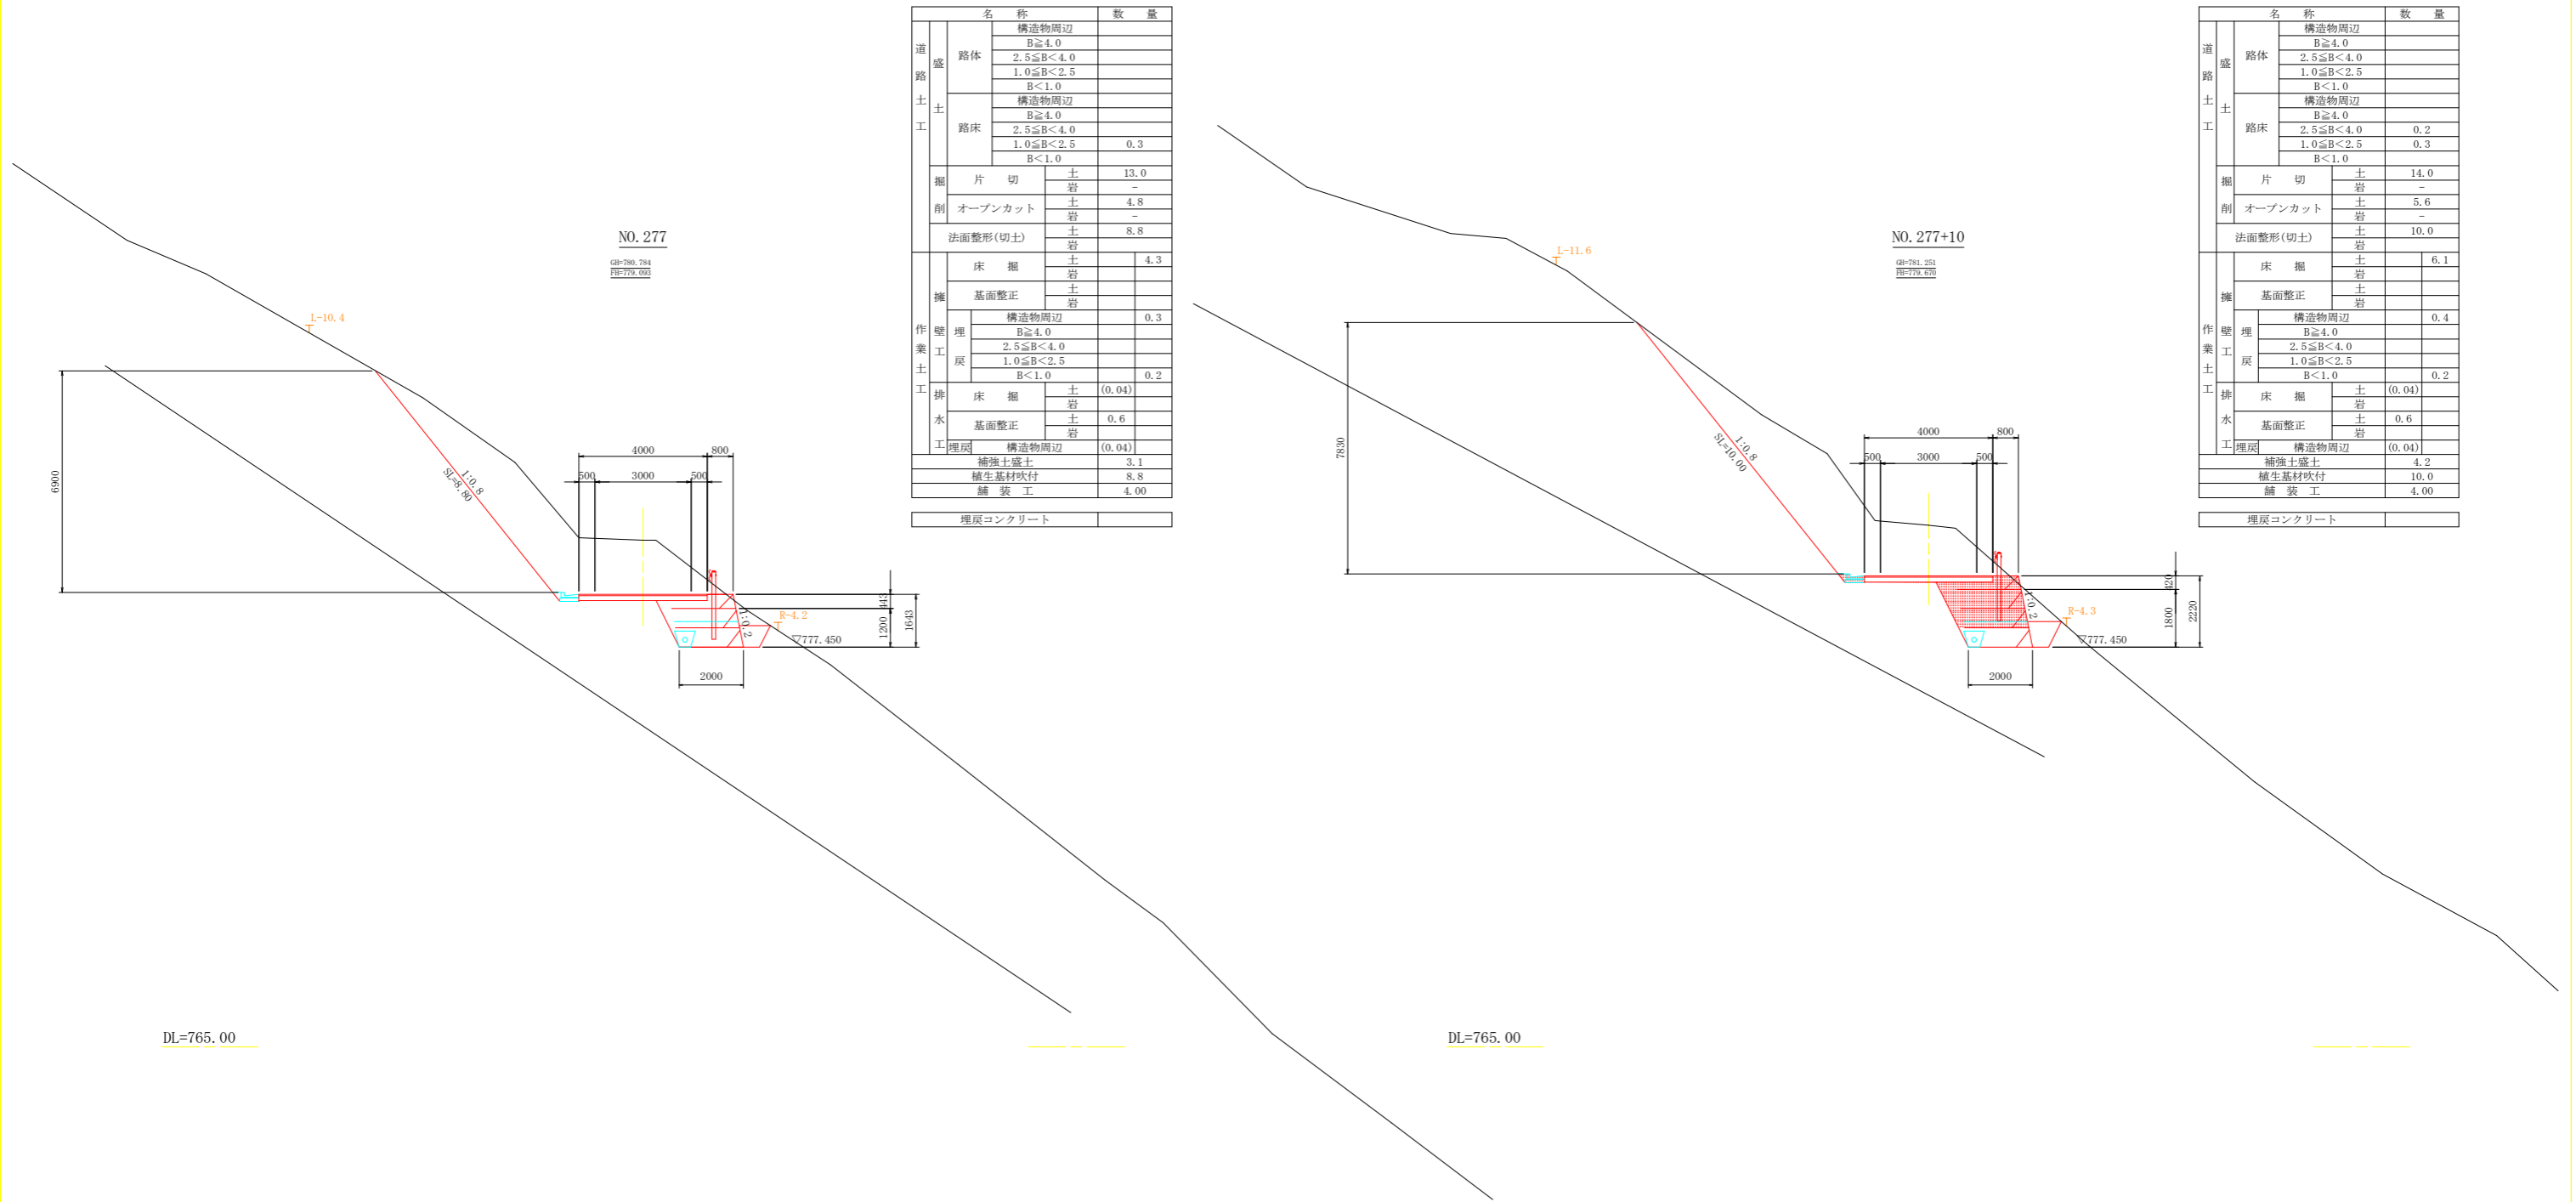 名 称 数 量
道路土工 盛土 路体 構造物周辺
B≧4.0
2.5≦B<4.0
1.0≦B<2.5
B<1.0
路床 構造物周辺
B≧4.0
2.5≦B<4.0
1.0≦B<2.5 0.3
B<1.0
掘削 片 切 土 13.0
岩 -
オープンカット 土 4.8
岩 -
法面整形(切土) 土 8.8
岩
作業土工 擁壁工 床 掘 土 4.3
岩
基面整正 土
岩
埋戻 構造物周辺 0.3
B≧4.0
2.5≦B<4.0
1.0≦B<2.5
B<1.0 0.2
排水工 床 掘 土 (0.04)
岩
基面整正 土 0.6
岩
埋戻 構造物周辺 (0.04)
補強土盛土 3.1
植生基材吹付 8.8
舗 装 工 4.00
埋戻コンクリート
NO.277
GH=780.784
FH=779.093
L-10.4
6900
1:0.8
SL=8.80
4000 800
500 3000 500
443
1200
1643
1:0.2
R-4.2
▽777.450
2000
DL=765.00
名 称 数 量
道路土工 盛土 路体 構造物周辺
B≧4.0
2.5≦B<4.0
1.0≦B<2.5
B<1.0
路床 構造物周辺
B≧4.0
2.5≦B<4.0 0.2
1.0≦B<2.5 0.3
B<1.0
掘削 片 切 土 14.0
岩 -
オープンカット 土 5.6
岩 -
法面整形(切土) 土 10.0
岩
作業土工 擁壁工 床 掘 土 6.1
岩
基面整正 土
岩
埋戻 構造物周辺 0.4
B≧4.0
2.5≦B<4.0
1.0≦B<2.5
B<1.0 0.2
排水工 床 掘 土 (0.04)
岩
基面整正 土 0.6
岩
埋戻 構造物周辺 (0.04)
補強土盛土 4.2
植生基材吹付 10.0
舗 装 工 4.00
埋戻コンクリート
NO.277+10
GH=781.251
FH=779.670
L-11.6
7830
1:0.8
SL=10.00
4000 800
500 3000 500
420
1800
2220
1:0.2
R-4.3
▽777.450
2000
DL=765.00